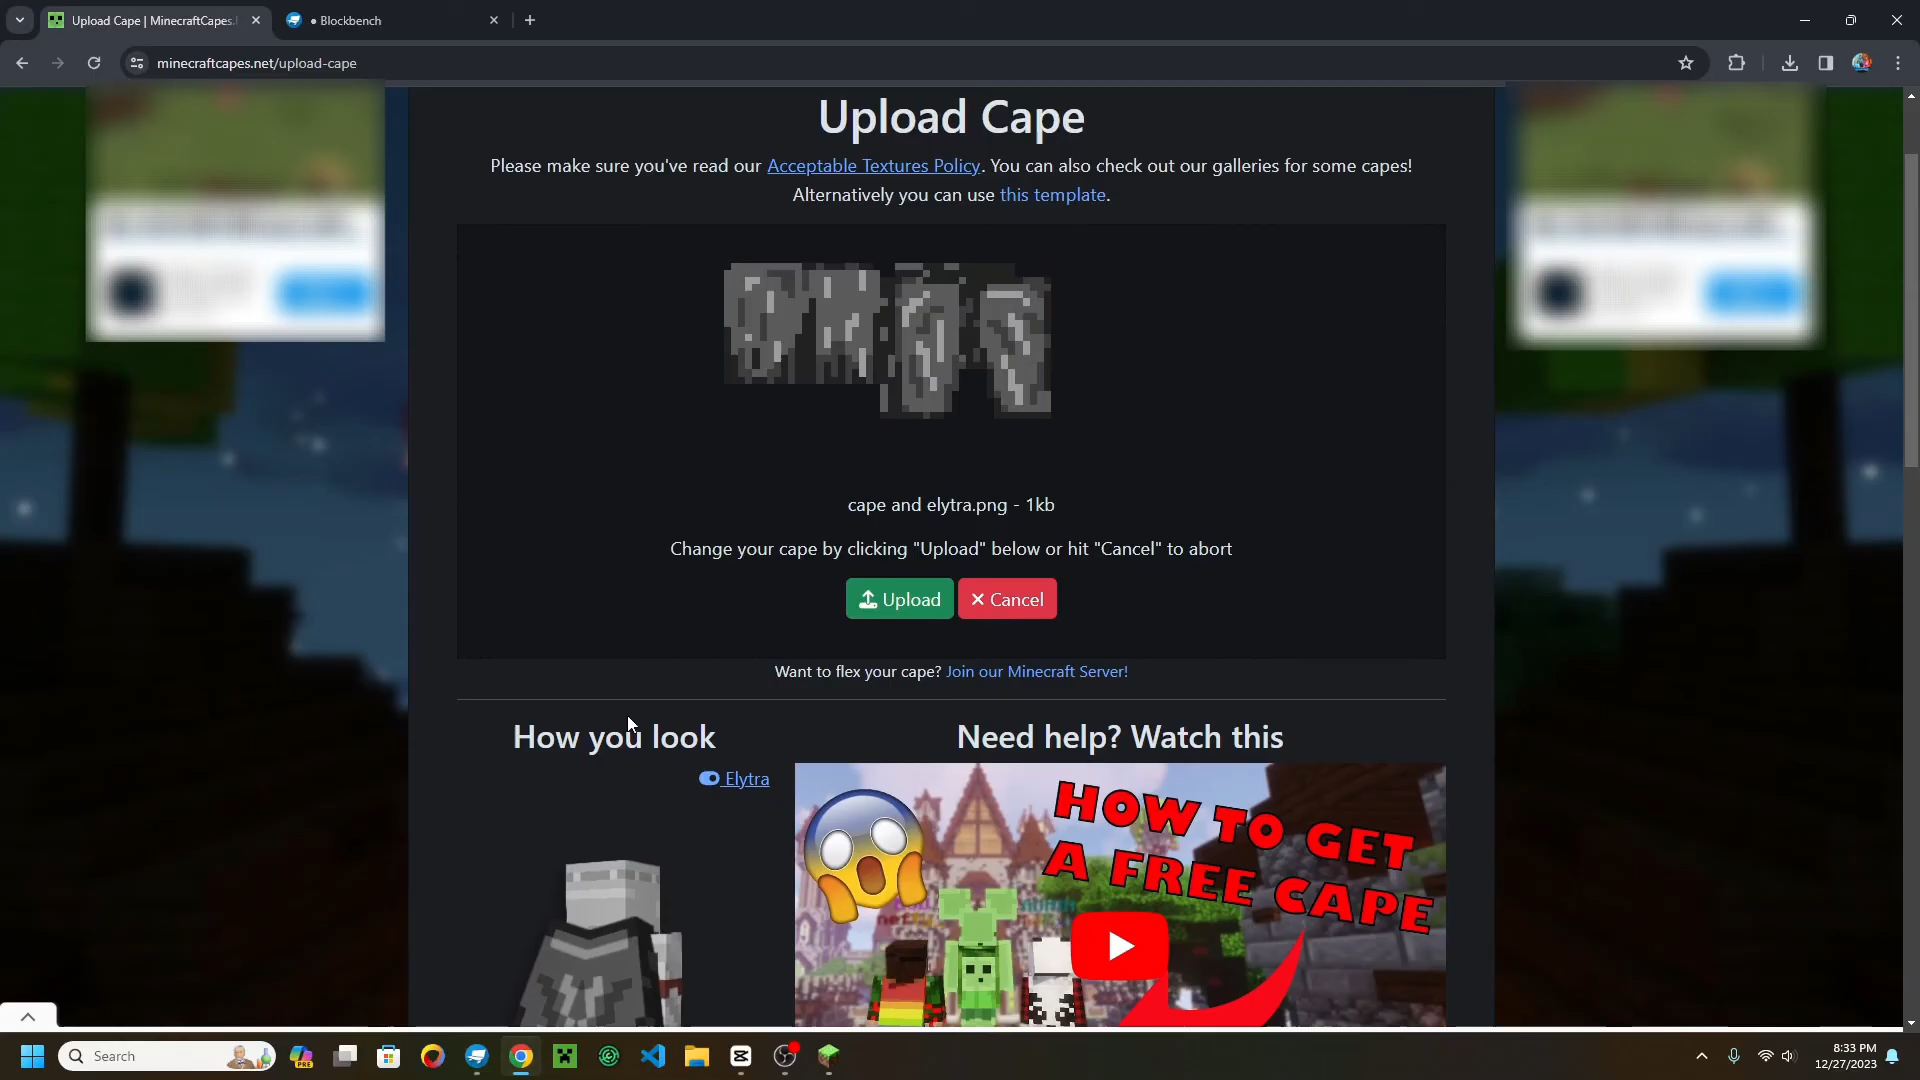 Upload Cape | MinecraftCapes.
Blockbench
minecraftcapes.net/upload-cape
Upload Cape
Please make sure you've read our Acceptable Textures Policy. You can also check out our galleries for some capes!
Alternatively you can use this template.
cape and elytra.png - 1kb
Change your cape by clicking "Upload" below or hit "Cancel" to abort
Upload
Cancel
Want to flex your cape? Join our Minecraft Server!
How you look
Need help? Watch this
Elytra
HOW TO GET
A FREE CAPE
Search
PRE
8:33 PM
12/27/2023